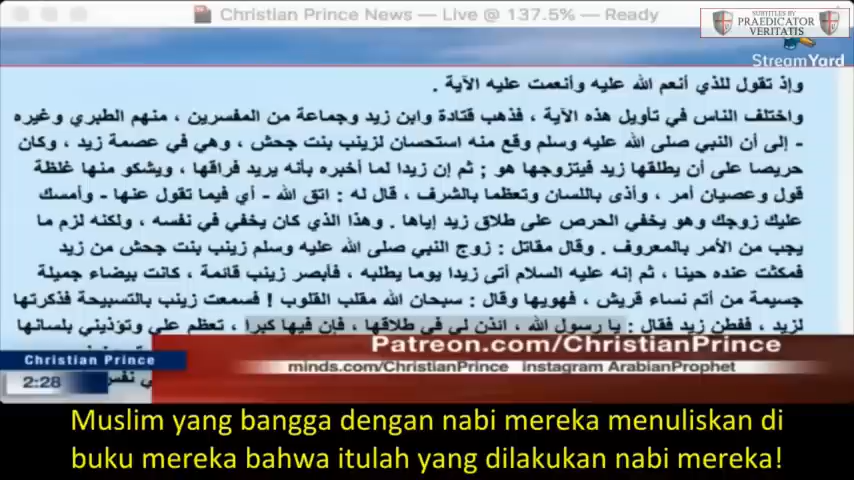 Christian Prince News — Live @ 137.5% — Ready
SUBTITLES BY
PRAEDICATOR
VERITATIS
StreamYard
وإذ تقول للذي أنعم الله عليه وأنعمت عليه الآية .
واختلف الناس في تأويل هذه الآية ، فذهب قتادة وابن زيد وجماعة من المفسرين ، منهم الطبري وغيره
- إلى أن النبي صلى الله عليه وسلم وقع منه استحسان لزينب بنت جحش ، وهي في عصمة زيد ، وكان
حريصا على أن يطلقها زيد فيتزوجها هو ; ثم إن زيدا لما أخبره بأنه يريد فراقها ، ويشكو منها غلظة
قول وعصيان أمر ، وأذى باللسان وتعظما بالشرف ، قال له : اتق الله - أي فيما تقول عنها - وأمسك
عليك زوجك وهو يخفي الحرص على طلاق زيد إياها . وهذا الذي كان يخفي في نفسه ، ولكنه لزم ما
يجب من الأمر بالمعروف . وقال مقاتل : زوج النبي صلى الله عليه وسلم زينب بنت جحش من زيد
فمكثت عنده حينا ، ثم إنه عليه السلام أتى زيدا يوما يطلبه ، فأبصر زينب قائمة ، كانت بيضاء جميلة
جسيمة من أتم نساء قريش ، فهويها وقال : سبحان الله مقلب القلوب ! فسمعت زينب بالتسبيحة فذكرتها
لزيد ، ففطن زيد فقال : يا رسول الله ، ائذن لي في طلاقها ، فإن فيها كبرا ، تعظم علي وتؤذيني بلسانها
Patreon.com/ChristianPrince
Christian Prince
minds.com/ChristianPrince instagram ArabianProphet
2:28
Muslim yang bangga dengan nabi mereka menuliskan di
buku mereka bahwa itulah yang dilakukan nabi mereka!